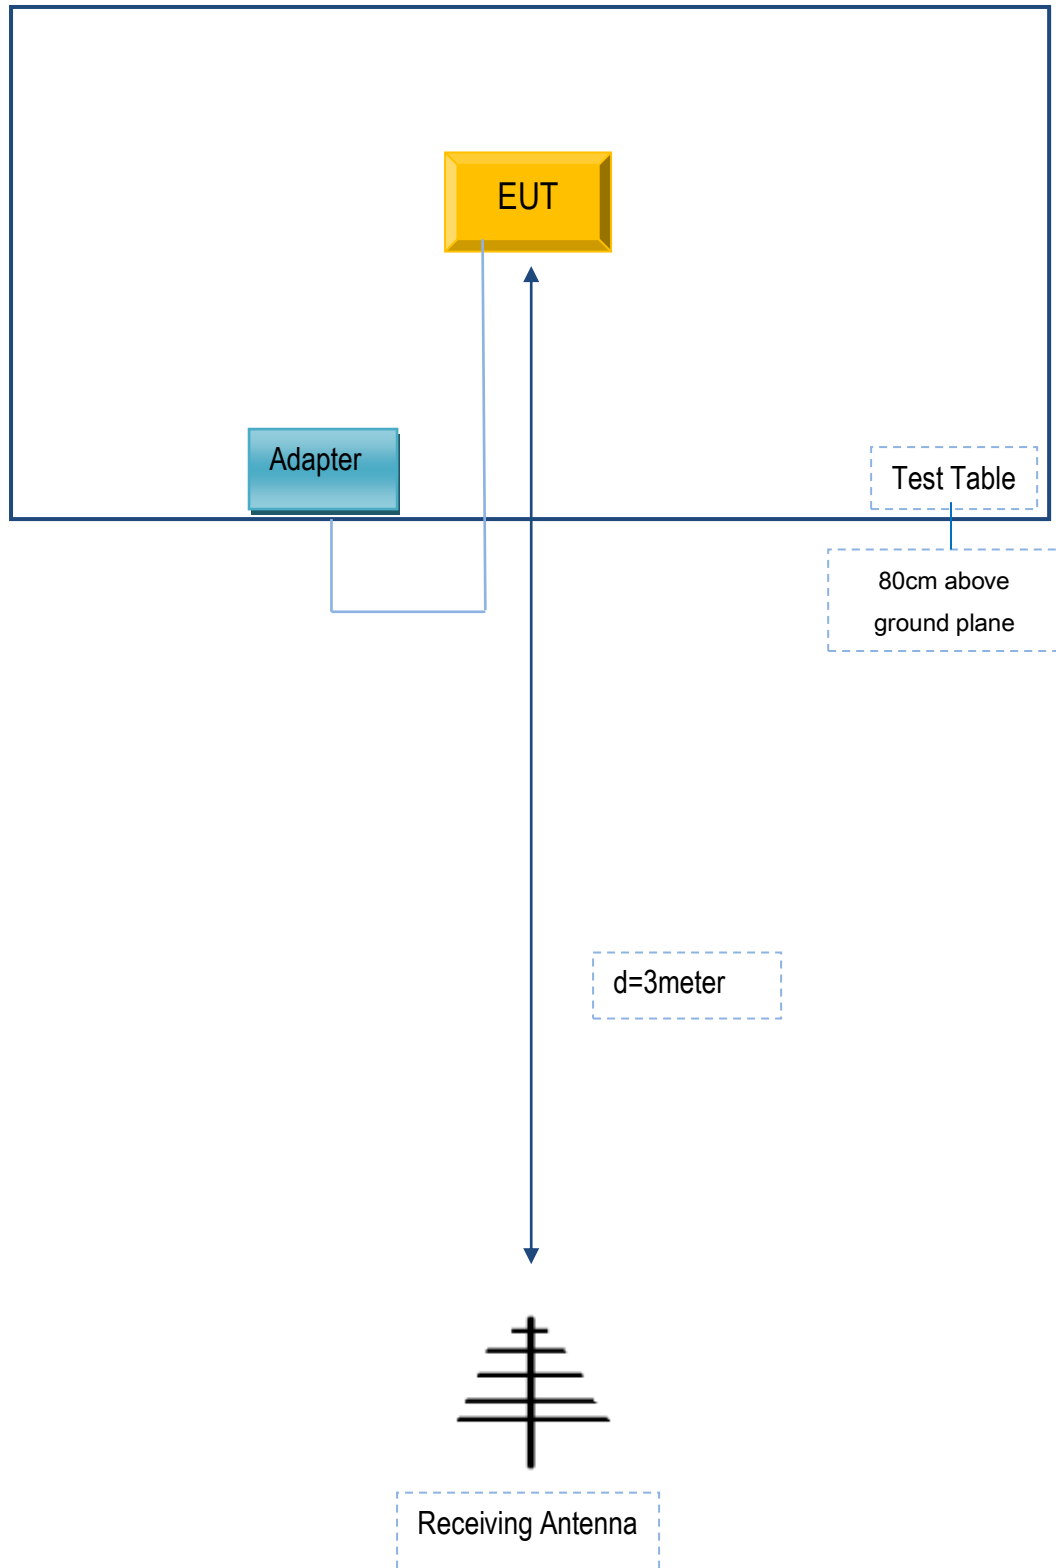 EUT
Adapter
Test Table
80cm above
ground plane
d=3meter
Receiving Antenna